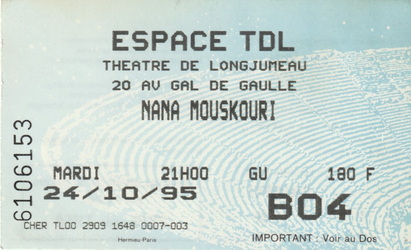 ESPACE TDL
THEATRE DE LONGJUMEAU
20 AV GAL DE GAULLE
NANA MOUSKOURI
6106153
MARDI 21H00 GU 180 F
24/10/95 B04
CHER TL00 2909 1648 0007-003
Hermieu-Paris
IMPORTANT : Voir au Dos